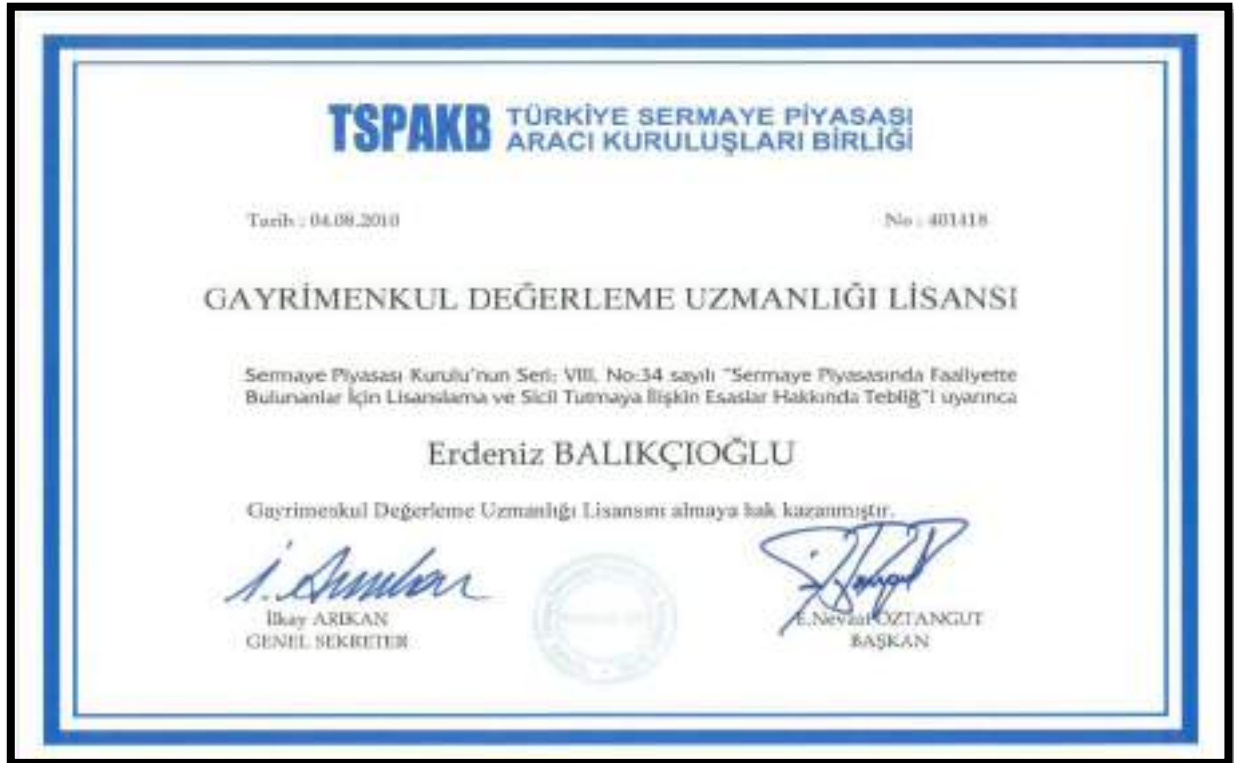 TSPAKB TÜRKİYE SERMAYE PİYASASI
ARACI KURULUŞLARI BİRLİĞİ
Tarih : 04.08.2010 No : 401418
GAYRİMENKUL DEĞERLEME UZMANLIĞI LİSANSI
Sermaye Piyasası Kurulu'nun Seri: VIII, No:34 sayılı "Sermaye Piyasasında Faaliyette
Bulunanlar İçin Lisanslama ve Sicil Tutmaya İlişkin Esaslar Hakkında Tebliğ"i uyarınca
Erdeniz BALIKÇIOĞLU
Gayrimenkul Değerleme Uzmanlığı Lisansını almaya hak kazanmıştır.
İlkay ARIKAN
GENEL SEKRETER
E.Nevzat ÖZTANGUT
BAŞKAN